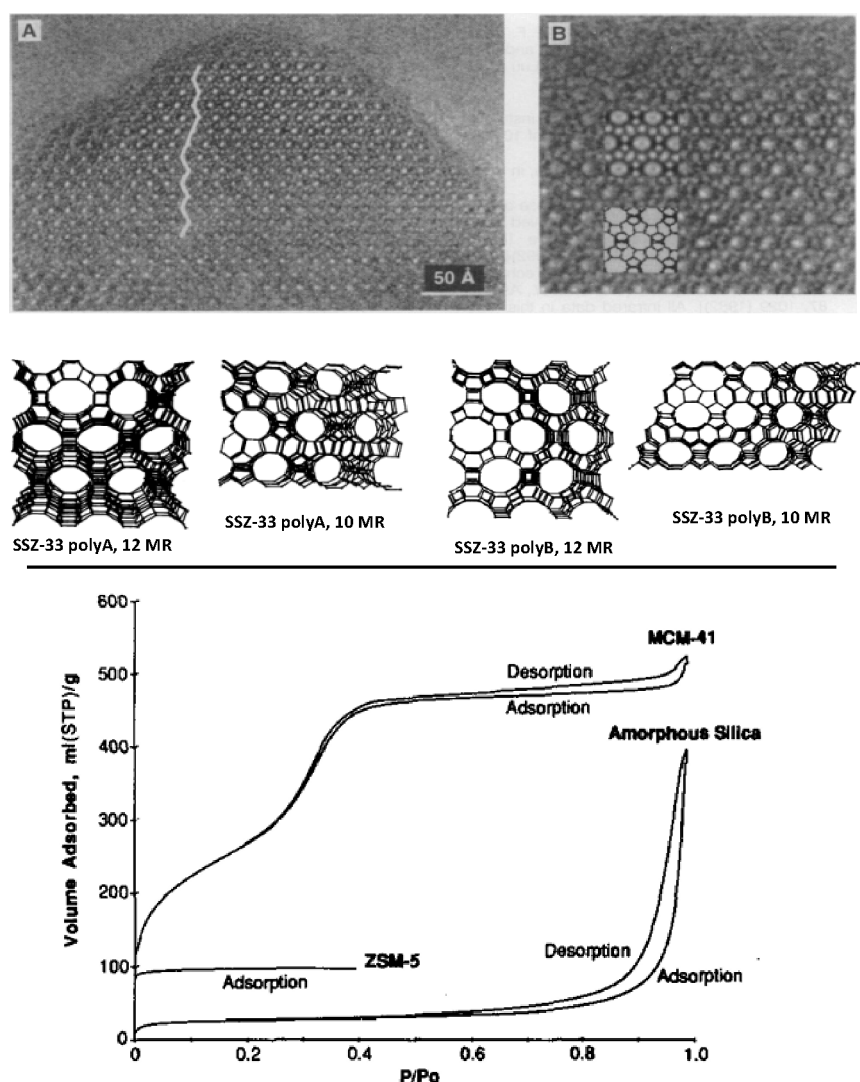 A
B
50 Å
SSZ-33 polyA, 12 MR
SSZ-33 polyA, 10 MR
SSZ-33 polyB, 12 MR
SSZ-33 polyB, 10 MR
600
500
400
300
200
100
0
Volume Adsorbed, ml(STP)/g
MCM-41
Desorption
Adsorption
Amorphous Silica
Desorption
Adsorption
ZSM-5
Adsorption
0
0.2
0.4
0.6
0.8
1.0
P/Po